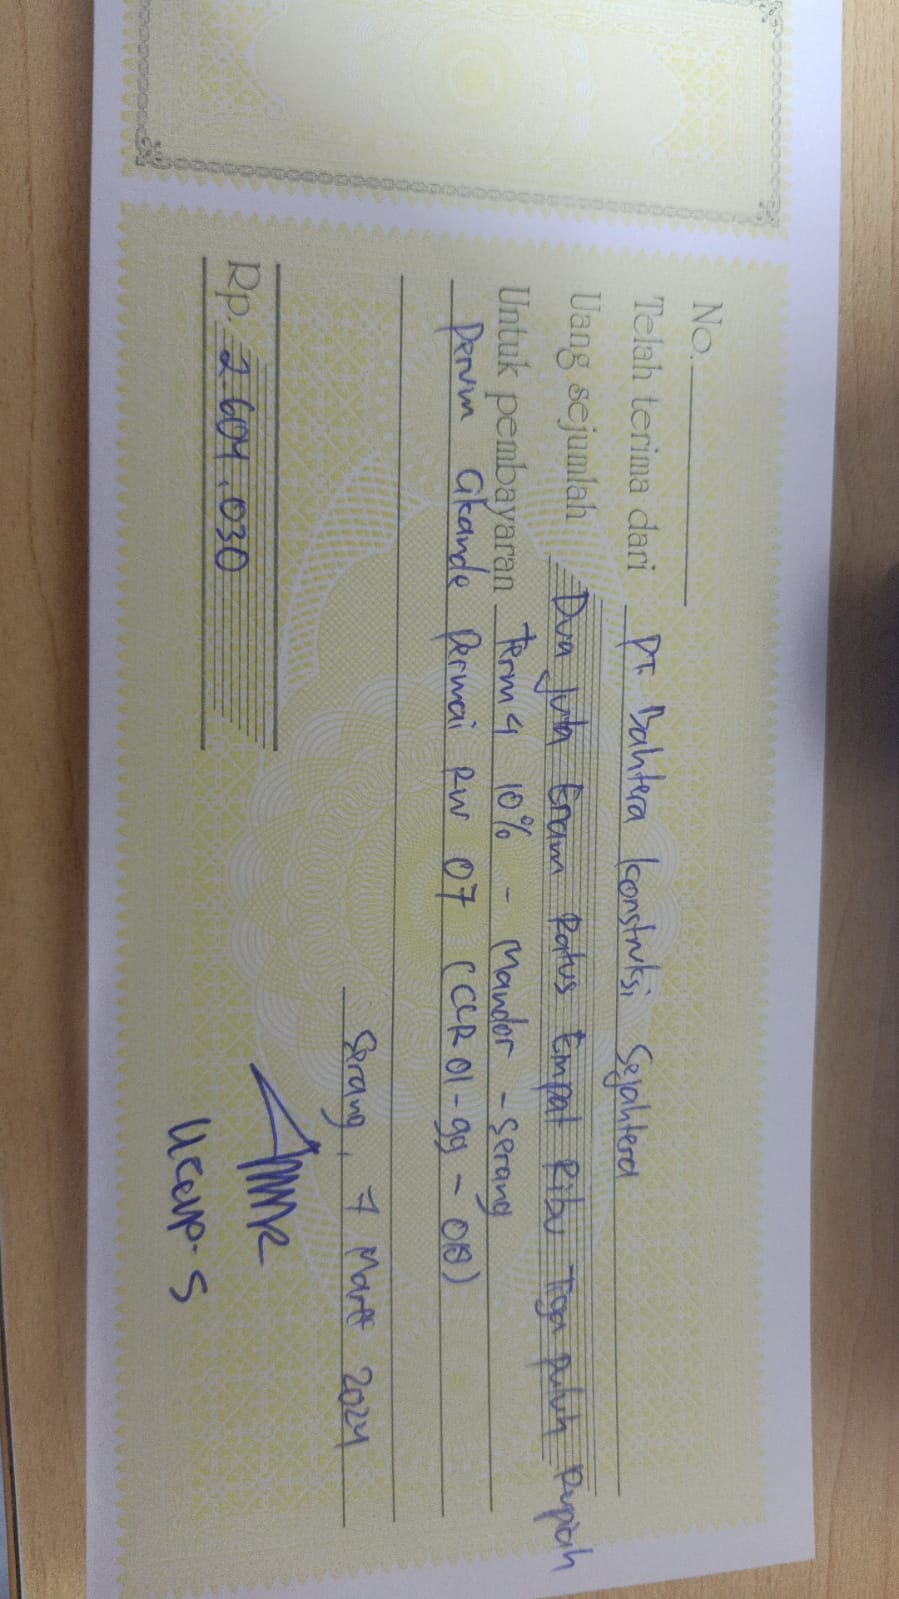 No.
Telah terima dari PT. Bahtera Konstruksi Sejahtera
Uang sejumlah Dua juta Enam Ratus Empat Ribu Tiga puluh Rupiah
Untuk pembayaran Term 4 10% - Mandor - Serang
Perum Cikande Permai RW 07 (CLR 01-99-018)
Serang, 7 Maret 2024
Rp. 2.604.030
Ucup. S